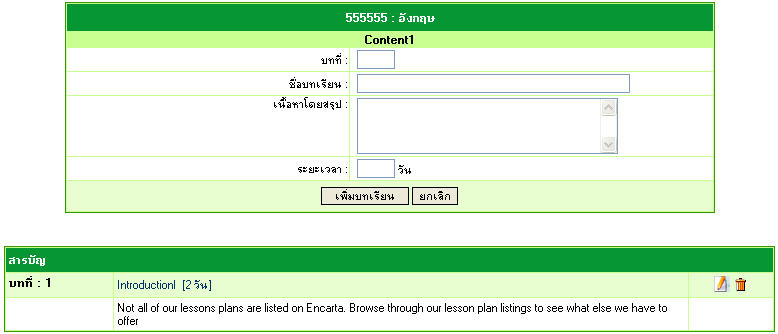 555555 : อังกฤษ
Content1
บทที่ :
ชื่อบทเรียน :
เนื้อหาโดยสรุป :
ระยะเวลา : วัน
เพิ่มบทเรียน ยกเลิก
สารบัญ
บทที่ : 1 Introductionl [2 วัน]
Not all of our lessons plans are listed on Encarta. Browse through our lesson plan listings to see what else we have to
offer